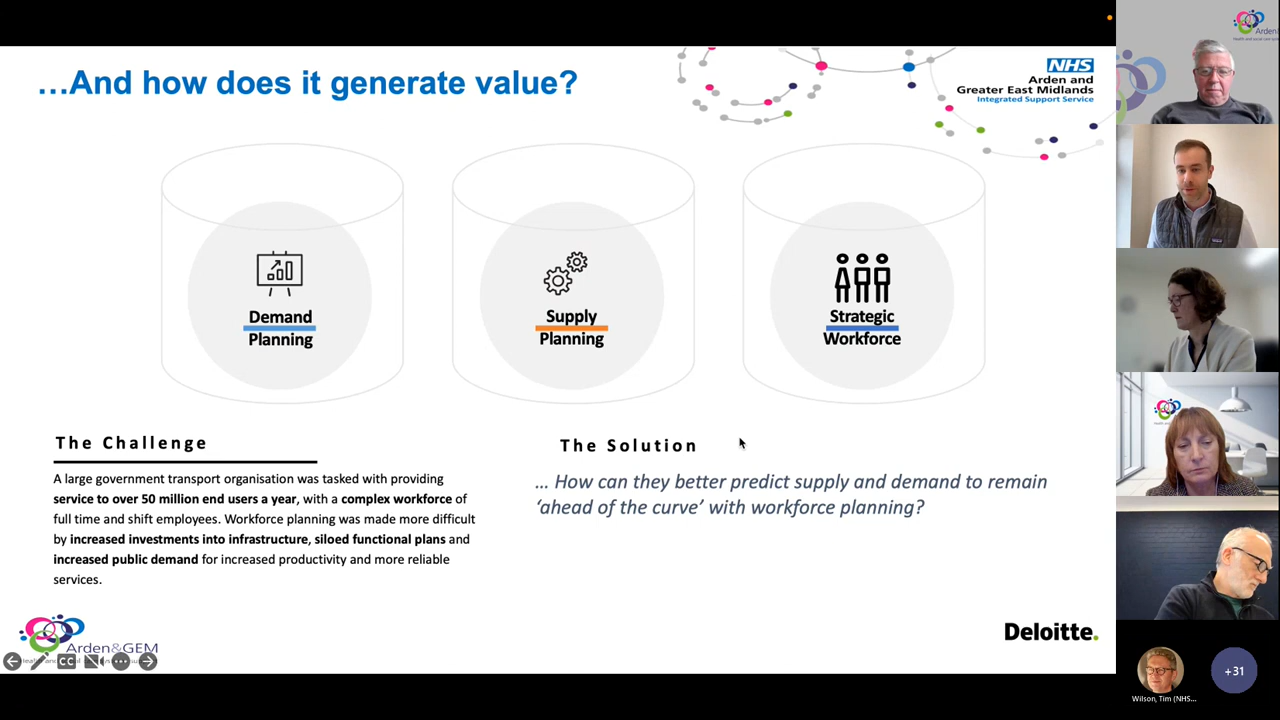 …And how does it generate value?
NHS
Arden and
Greater East Midlands
Integrated Support Service
Demand
Planning
Supply
Planning
Strategic
Workforce
The Challenge
A large government transport organisation was tasked with providing
service to over 50 million end users a year, with a complex workforce of
full time and shift employees. Workforce planning was made more difficult
by increased investments into infrastructure, siloed functional plans and
increased public demand for increased productivity and more reliable
services.
The Solution
… How can they better predict supply and demand to remain
‘ahead of the curve’ with workforce planning?
Arden&GEM
CC
Deloitte.
Wilson, Tim (NHS...
+31